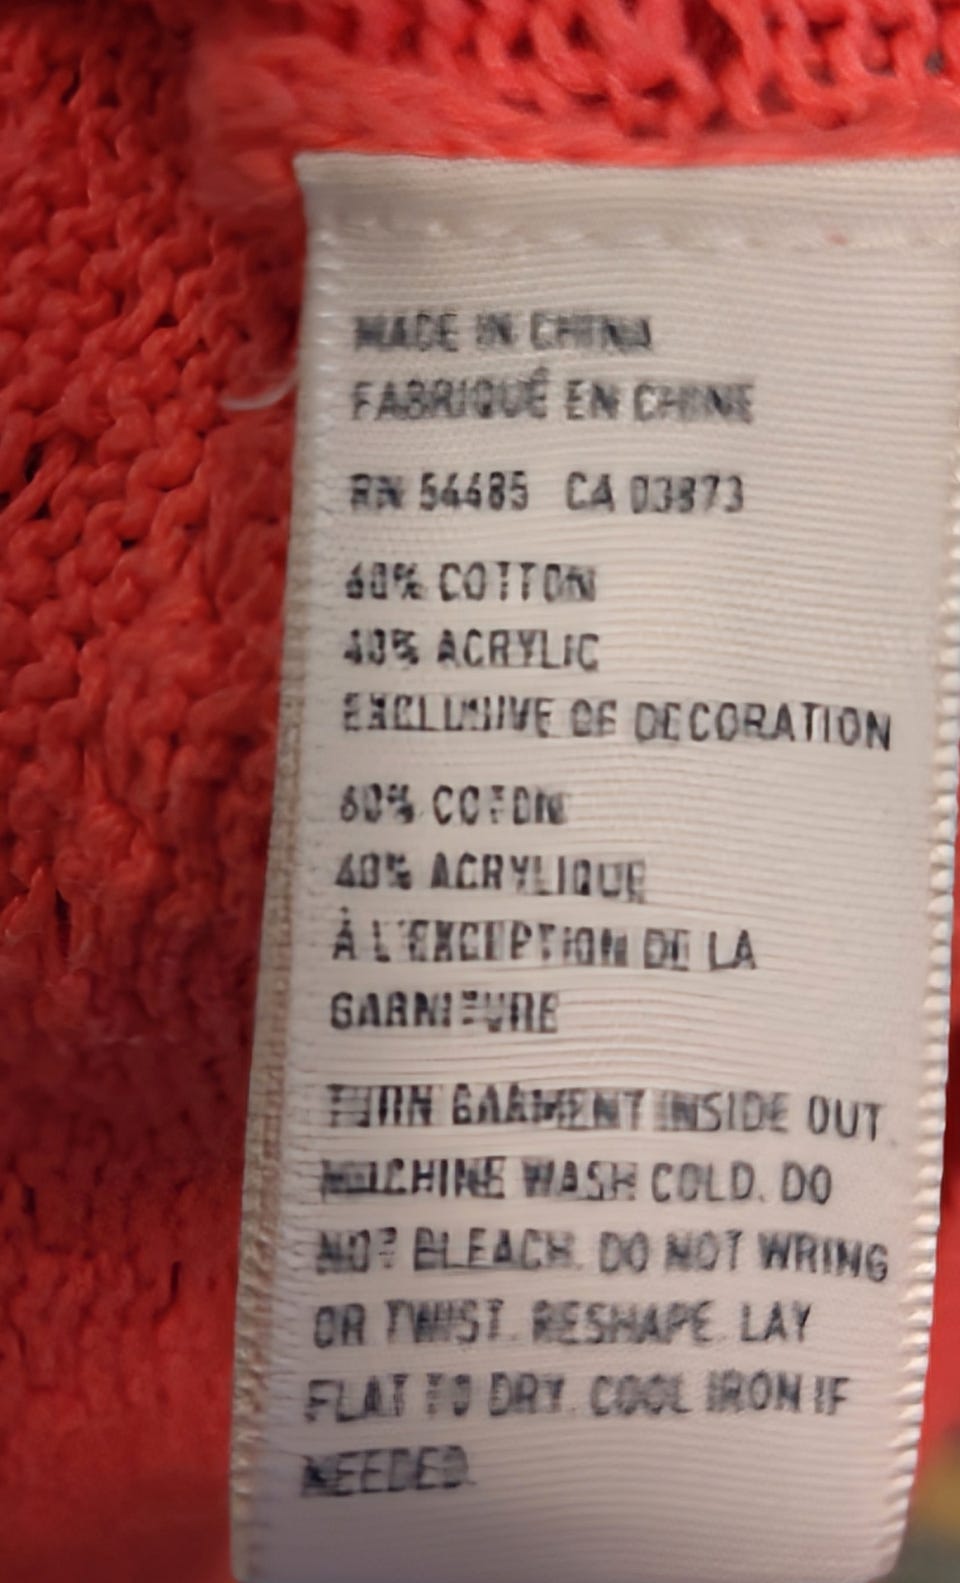 MADE IN CHINA
FABRIQUÉ EN CHINE
RN 54485 CA 03873
60% COTTON
40% ACRYLIC
EXCLUSIVE OF DECORATION
60% COTON
40% ACRYLIQUE
À L'EXCEPTION DE LA
GARNITURE
TURN GARMENT INSIDE OUT.
MACHINE WASH COLD. DO
NOT BLEACH. DO NOT WRING
OR TWIST. RESHAPE. LAY
FLAT TO DRY. COOL IRON IF
NEEDED.